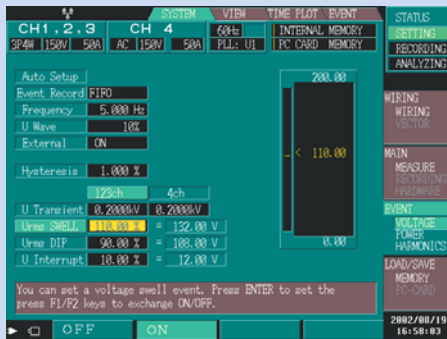 SYSTEM VIEW TIME PLOT EVENT
CH1,2,3 CH 4 60Hz INTERNAL MEMORY
3P4W 150V 50A AC 150V 50A PLL: U1 PC CARD MEMORY
STATUS
SETTING
RECORDING
ANALYZING
Auto Setup
Event Record FIFO
Frequency 5.000 Hz
U Wave 10%
External ON
Hysteresis 1.000 %
123ch 4ch
U Transient 0.2000kV 0.2000kV
Urms SWELL 110.00 % = 132.00 V
Urms DIP 90.00 % = 108.00 V
U Interrupt 10.00 % = 12.00 V
200.00
< 110.00
0.00
WIRING
WIRING
VECTOR
MAIN
MEASURE
RECORDING
HARDWARE
EVENT
VOLTAGE
POWER
HARMONICS
LOAD/SAVE
MEMORY
PC-CARD
You can set a voltage swell event. Press ENTER to set the
press F1/F2 keys to exchange ON/OFF.
OFF ON
2002/08/19
16:58:03